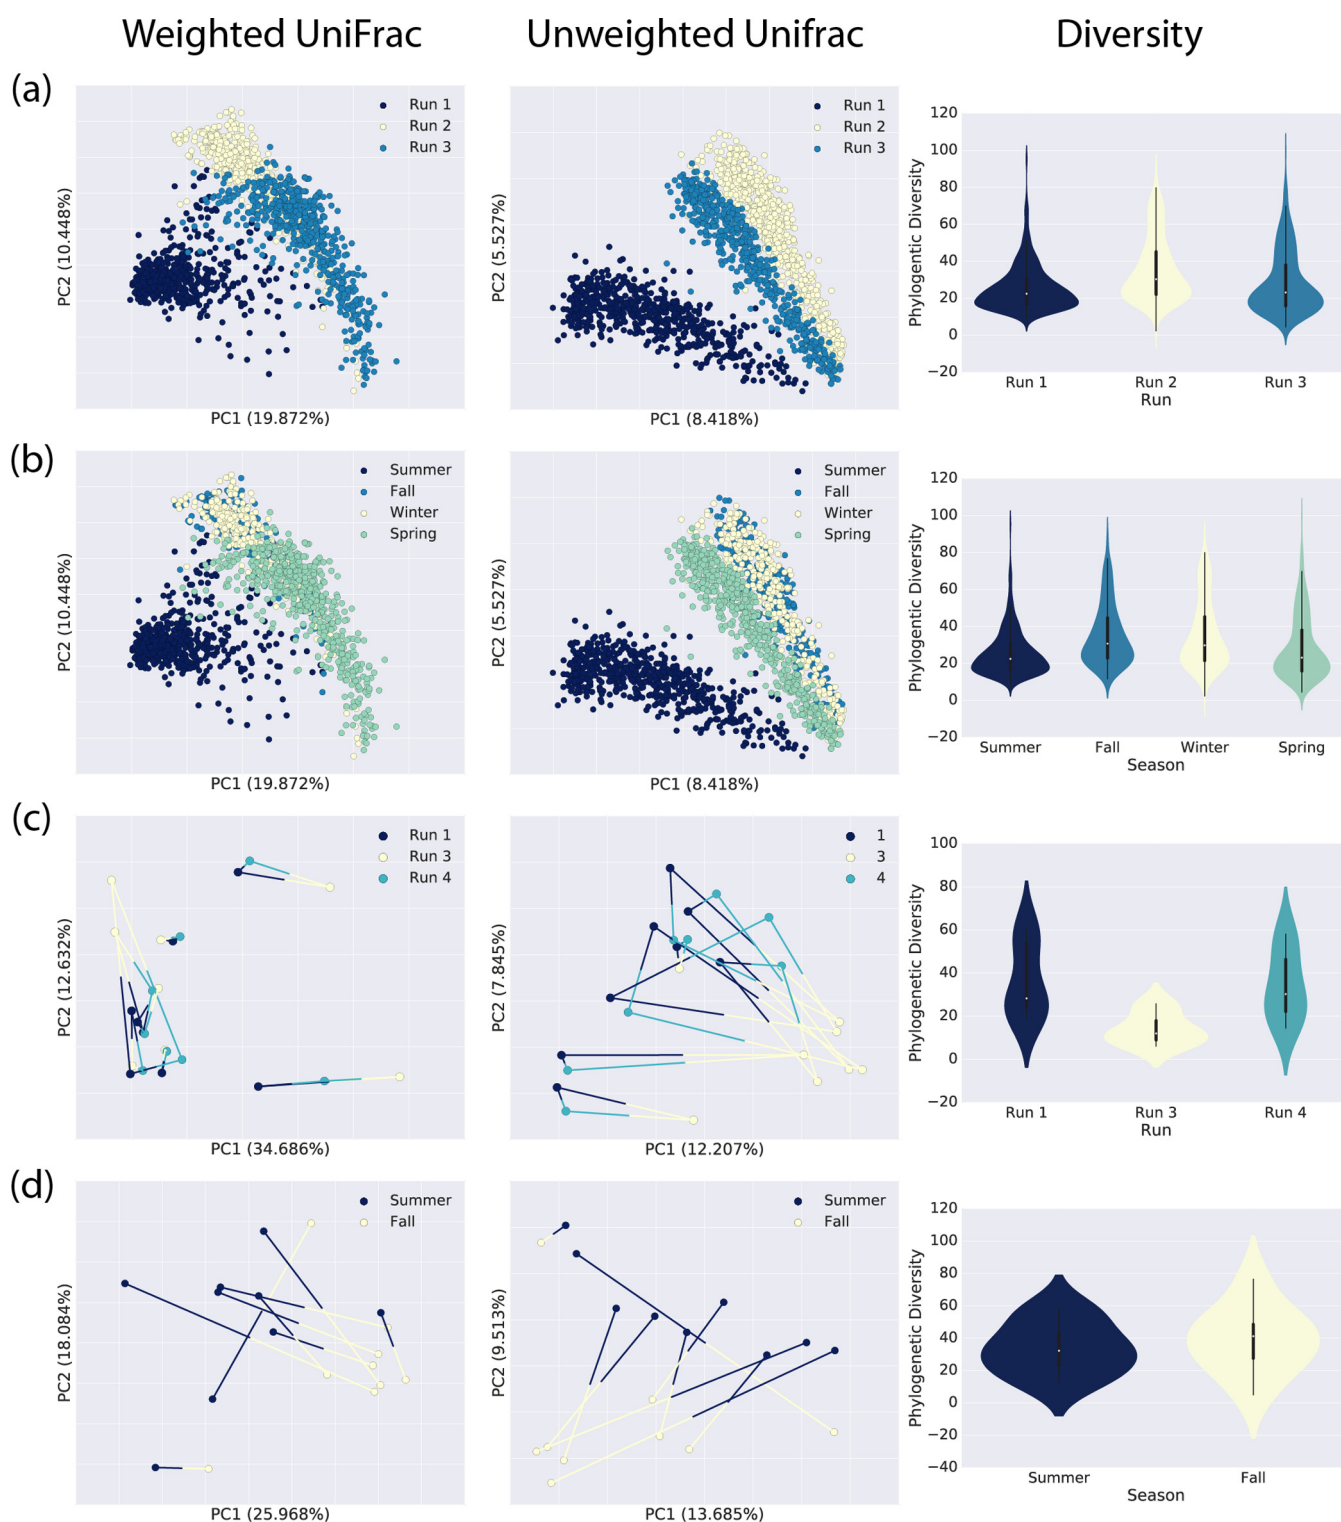 Weighted UniFrac
Unweighted Unifrac
Diversity
(a)
Run 1
Run 2
Run 3
PC2 (10.448%)
PC1 (19.872%)
Run 1
Run 2
Run 3
PC2 (5.527%)
PC1 (8.418%)
Phylogentic Diversity
120
100
80
60
40
20
0
−20
Run 1
Run 2
Run 3
Run
(b)
Summer
Fall
Winter
Spring
PC2 (10.448%)
PC1 (19.872%)
Summer
Fall
Winter
Spring
PC2 (5.527%)
PC1 (8.418%)
Phylogentic Diversity
120
100
80
60
40
20
0
−20
Summer
Fall
Winter
Spring
Season
(c)
Run 1
Run 3
Run 4
PC2 (12.632%)
PC1 (34.686%)
1
3
4
PC2 (7.845%)
PC1 (12.207%)
Phylogenetic Diversity
100
80
60
40
20
0
−20
Run 1
Run 3
Run 4
Run
(d)
Summer
Fall
PC2 (18.084%)
PC1 (25.968%)
Summer
Fall
PC2 (9.513%)
PC1 (13.685%)
Phylogenetic Diversity
120
100
80
60
40
20
0
−20
−40
Summer
Fall
Season